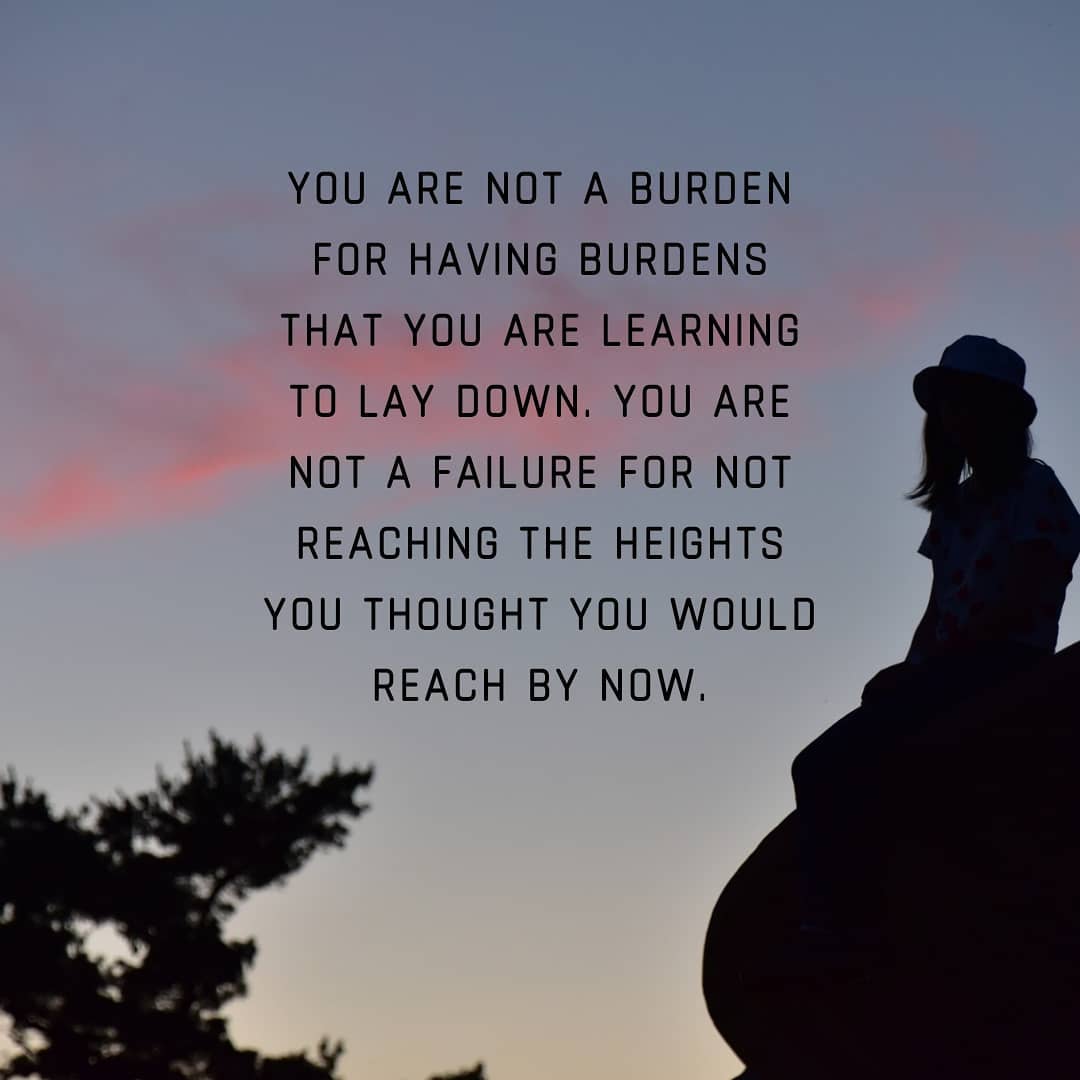 YOU ARE NOT A BURDEN
FOR HAVING BURDENS
THAT YOU ARE LEARNING
TO LAY DOWN. YOU ARE
NOT A FAILURE FOR NOT
REACHING THE HEIGHTS
YOU THOUGHT YOU WOULD
REACH BY NOW.